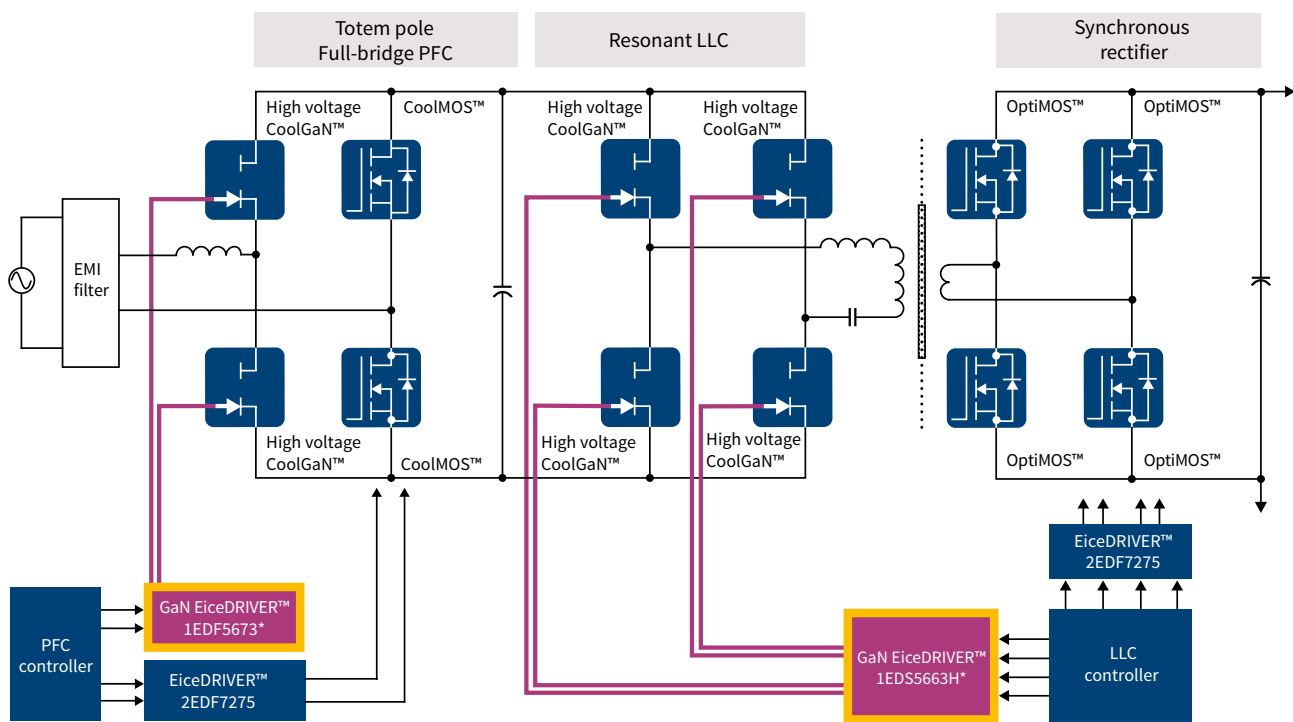 Totem pole
Full-bridge PFC
Resonant LLC
Synchronous
rectifier
High voltage
CoolGaN™
CoolMOS™
High voltage
CoolGaN™
High voltage
CoolGaN™
OptiMOS™
OptiMOS™
EMI
filter
High voltage
CoolGaN™
CoolMOS™
High voltage
CoolGaN™
High voltage
CoolGaN™
OptiMOS™
OptiMOS™
PFC
controller
GaN EiceDRIVER™
1EDF5673*
EiceDRIVER™
2EDF7275
GaN EiceDRIVER™
1EDS5663H*
EiceDRIVER™
2EDF7275
LLC
controller